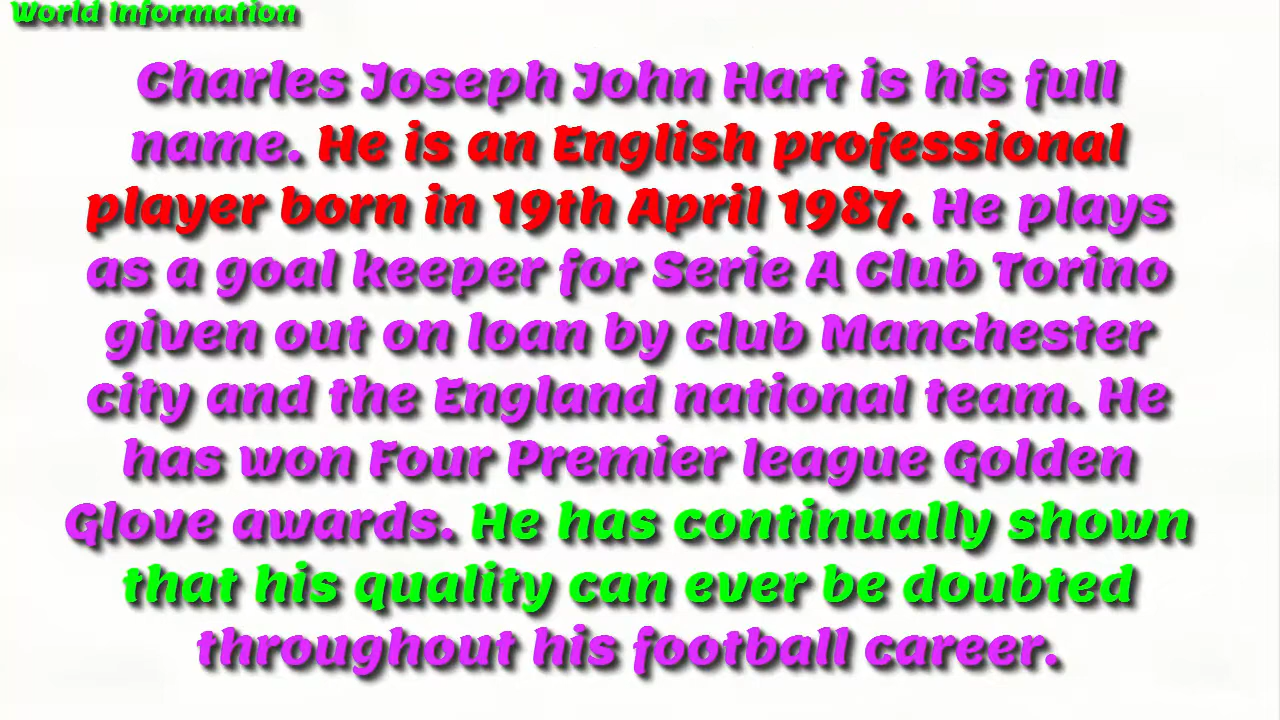 World Information
Charles Joseph John Hart is his full
name. He is an English professional
player born in 19th April 1987. He plays
as a goal keeper for Serie A Club Torino
given out on loan by club Manchester
city and the England national team. He
has won Four Premier league Golden
Glove awards. He has continually shown
that his quality can ever be doubted
throughout his football career.